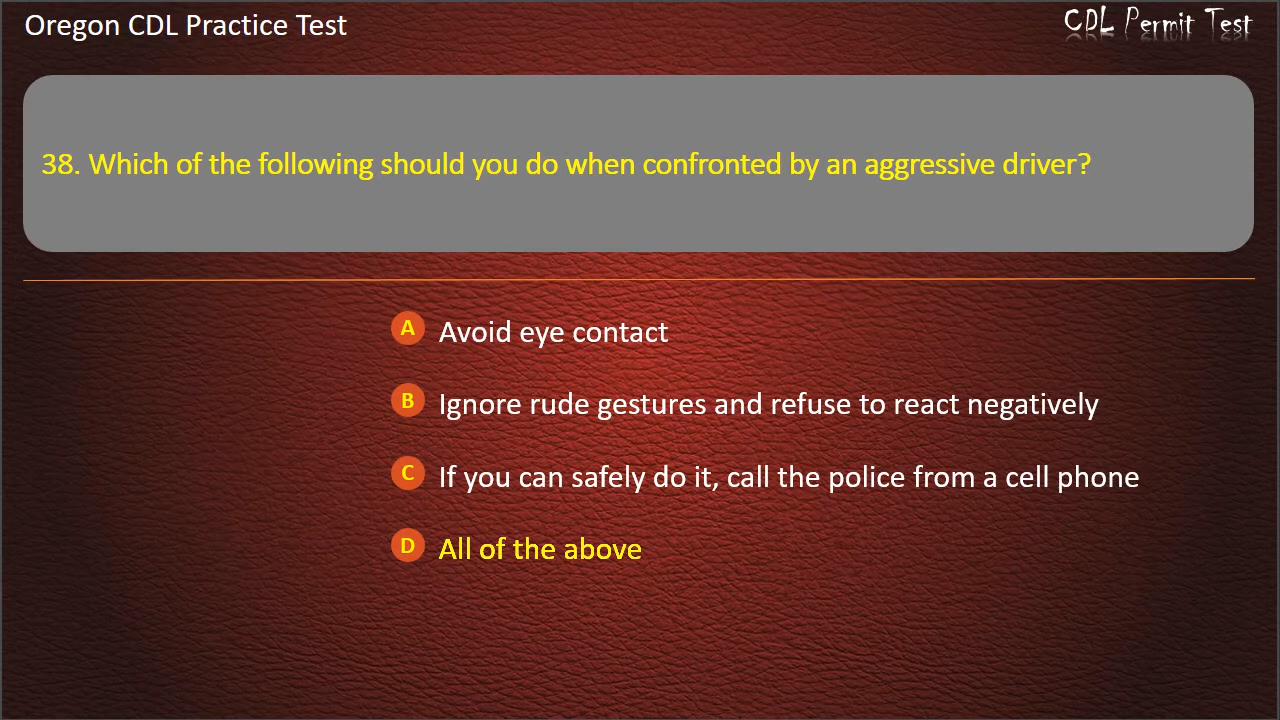 Oregon CDL Practice Test
CDL Permit Test
38. Which of the following should you do when confronted by an aggressive driver?
A Avoid eye contact
B Ignore rude gestures and refuse to react negatively
C If you can safely do it, call the police from a cell phone
D All of the above